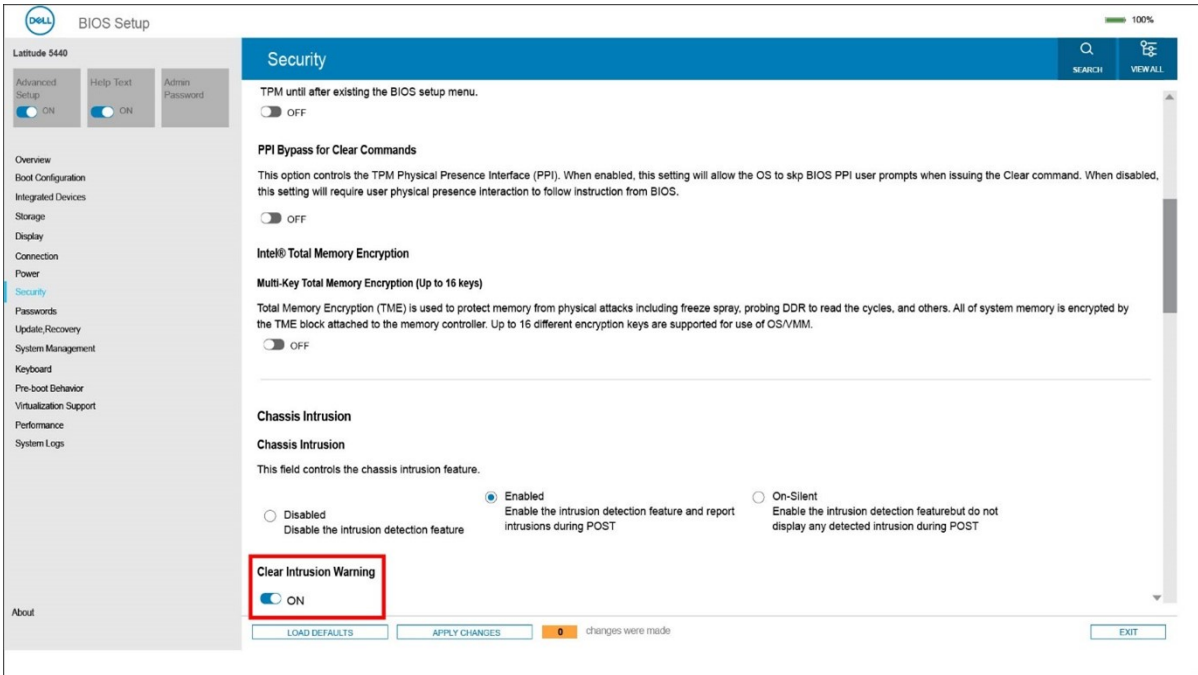 DELL
BIOS Setup
100%
Latitude 5440
Advanced
Setup
ON
Help Text
ON
Admin
Password
Overview
Boot Configuration
Integrated Devices
Storage
Display
Connection
Power
Security
Passwords
Update,Recovery
System Management
Keyboard
Pre-boot Behavior
Virtualization Support
Performance
System Logs
About
Security
SEARCH
VIEW ALL
TPM until after existing the BIOS setup menu.
OFF
PPI Bypass for Clear Commands
This option controls the TPM Physical Presence Interface (PPI). When enabled, this setting will allow the OS to skp BIOS PPI user prompts when issuing the Clear command. When disabled,
this setting will require user physical presence interaction to follow instruction from BIOS.
OFF
Intel® Total Memory Encryption
Multi-Key Total Memory Encryption (Up to 16 keys)
Total Memory Encryption (TME) is used to protect memory from physical attacks including freeze spray, probing DDR to read the cycles, and others. All of system memory is encrypted by
the TME block attached to the memory controller. Up to 16 different encryption keys are supported for use of OS/VMM.
OFF
Chassis Intrusion
Chassis Intrusion
This field controls the chassis intrusion feature.
Disabled
Disable the intrusion detection feature
Enabled
Enable the intrusion detection feature and report
intrusions during POST
On-Silent
Enable the intrusion detection featurebut do not
display any detected intrusion during POST
Clear Intrusion Warning
ON
LOAD DEFAULTS
APPLY CHANGES
0
changes were made
EXIT